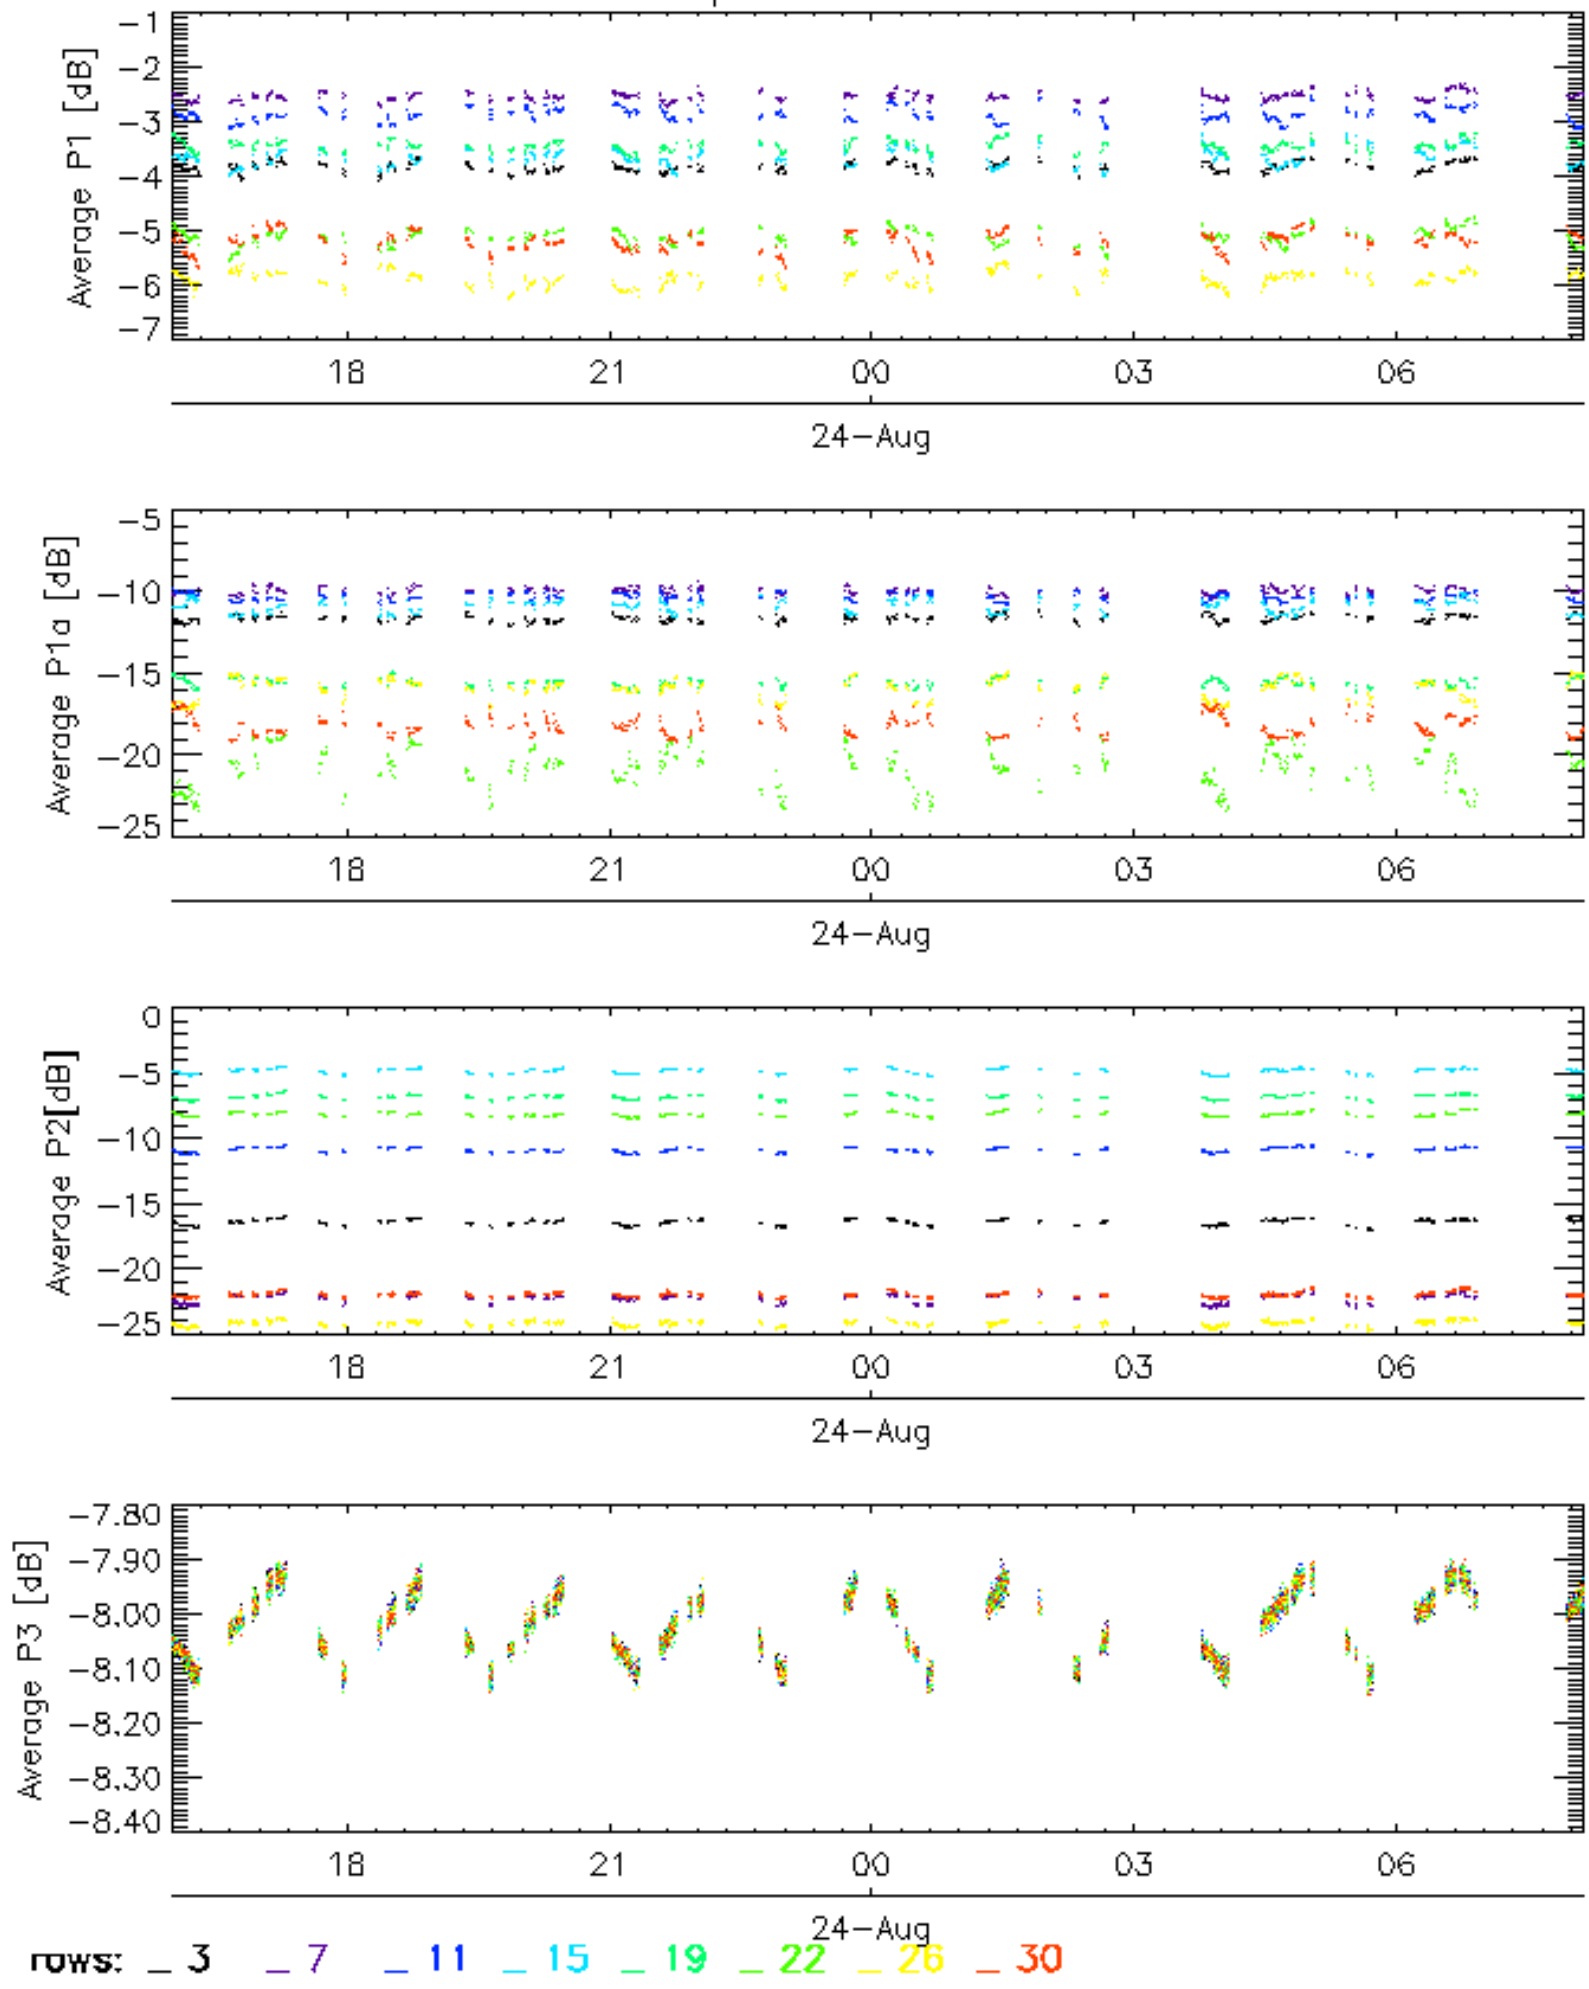 Average P1 [dB]
-1
-2
-3
-4
-5
-6
-7
18 21 00 03 06
24-Aug
Average P1a [dB]
-5
-10
-15
-20
-25
18 21 00 03 06
24-Aug
Average P2[dB]
0
-5
-10
-15
-20
-25
18 21 00 03 06
24-Aug
Average P3 [dB]
-7.80
-7.90
-8.00
-8.10
-8.20
-8.30
-8.40
18 21 00 03 06
24-Aug
rows: _ 3 _ 7 _ 11 _ 15 _ 19 _ 22 _ 26 _ 30